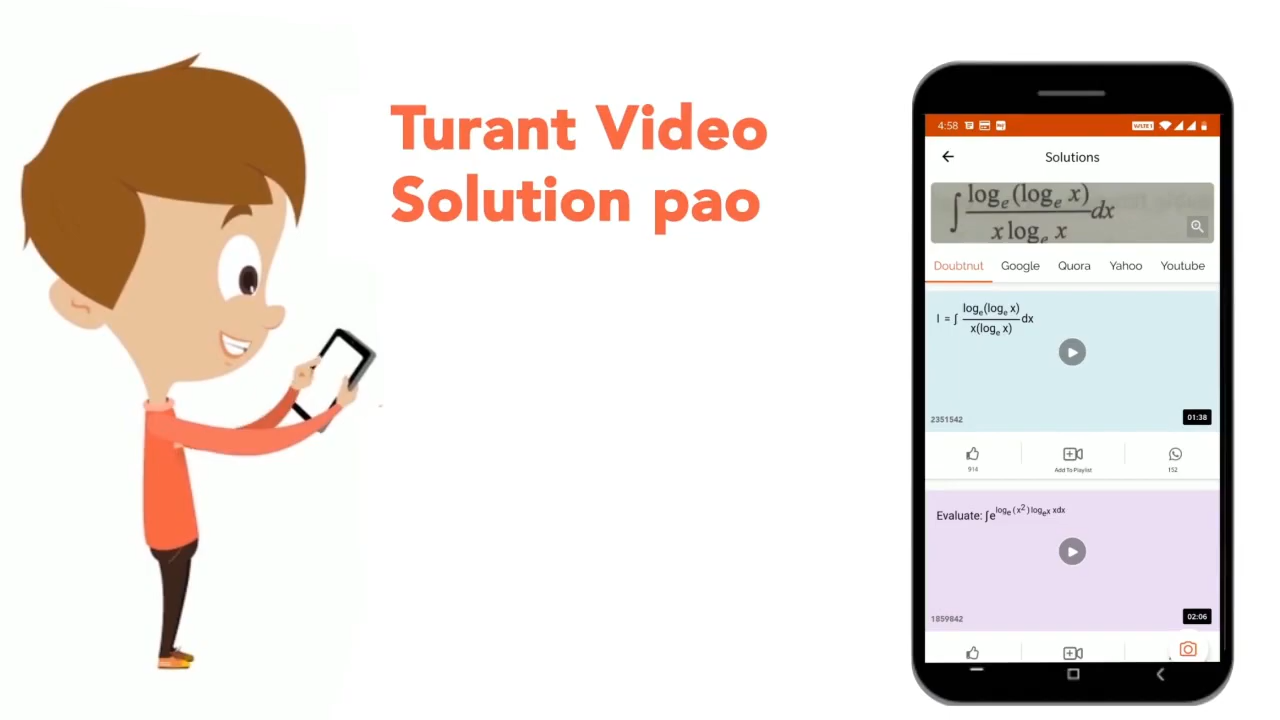 Turant Video
Solution pao
4:58
Solutions
∫ logₑ(logₑ x) / x logₑ x dx
Doubtnut Google Quora Yahoo Youtube
I = ∫ logₑ(logₑ x) / x(logₑ x) dx
2351542 01:38
914 Add To Playlist 152
Evaluate: ∫e^logₑ(x²)logₑx xdx
1859842 02:06